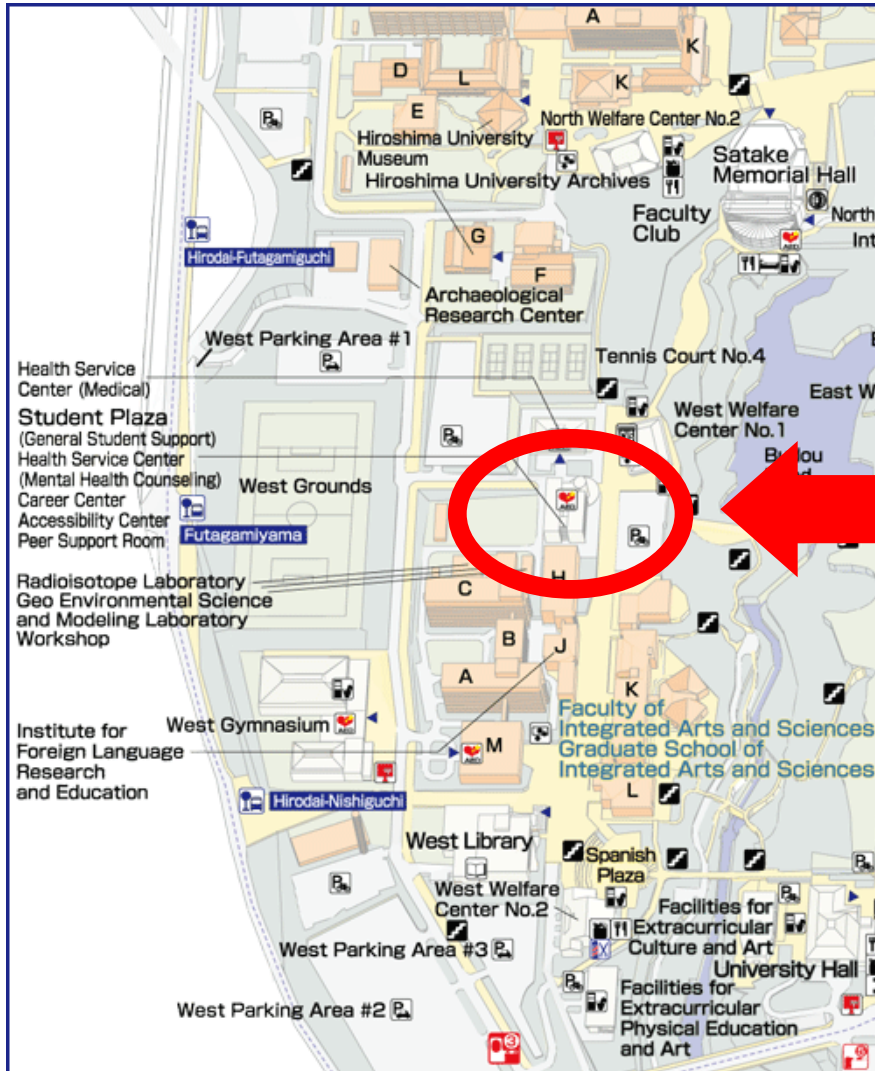 A
K
D
L
K
E
North Welfare Center No.2
Hiroshima University
Museum
Satake
Memorial Hall
Hiroshima University Archives
Faculty
Club
North
Int
G
Hirodai-Futagamiguchi
F
Archaeological
Research Center
West Parking Area #1
Tennis Court No.4
Health Service
Center (Medical)
East W
West Welfare
Center No.1
Student Plaza
(General Student Support)
Health Service Center
(Mental Health Counseling)
Career Center
Accessibility Center
Peer Support Room
West Grounds
AED
Futagamiyama
Radioisotope Laboratory
Geo Environmental Science
and Modeling Laboratory
Workshop
C
H
B
J
A
K
Faculty of
Integrated Arts and Sciences
Graduate School of
Integrated Arts and Sciences
West Gymnasium
AED
M
AED
Institute for
Foreign Language
Research
and Education
L
Hirodai-Nishiguchi
West Library
Spanish
Plaza
West Welfare
Center No.2
Facilities for
Extracurricular
Culture and Art
West Parking Area #3
University Hall
Facilities for
Extracurricular
Physical Education
and Art
West Parking Area #2
3
6